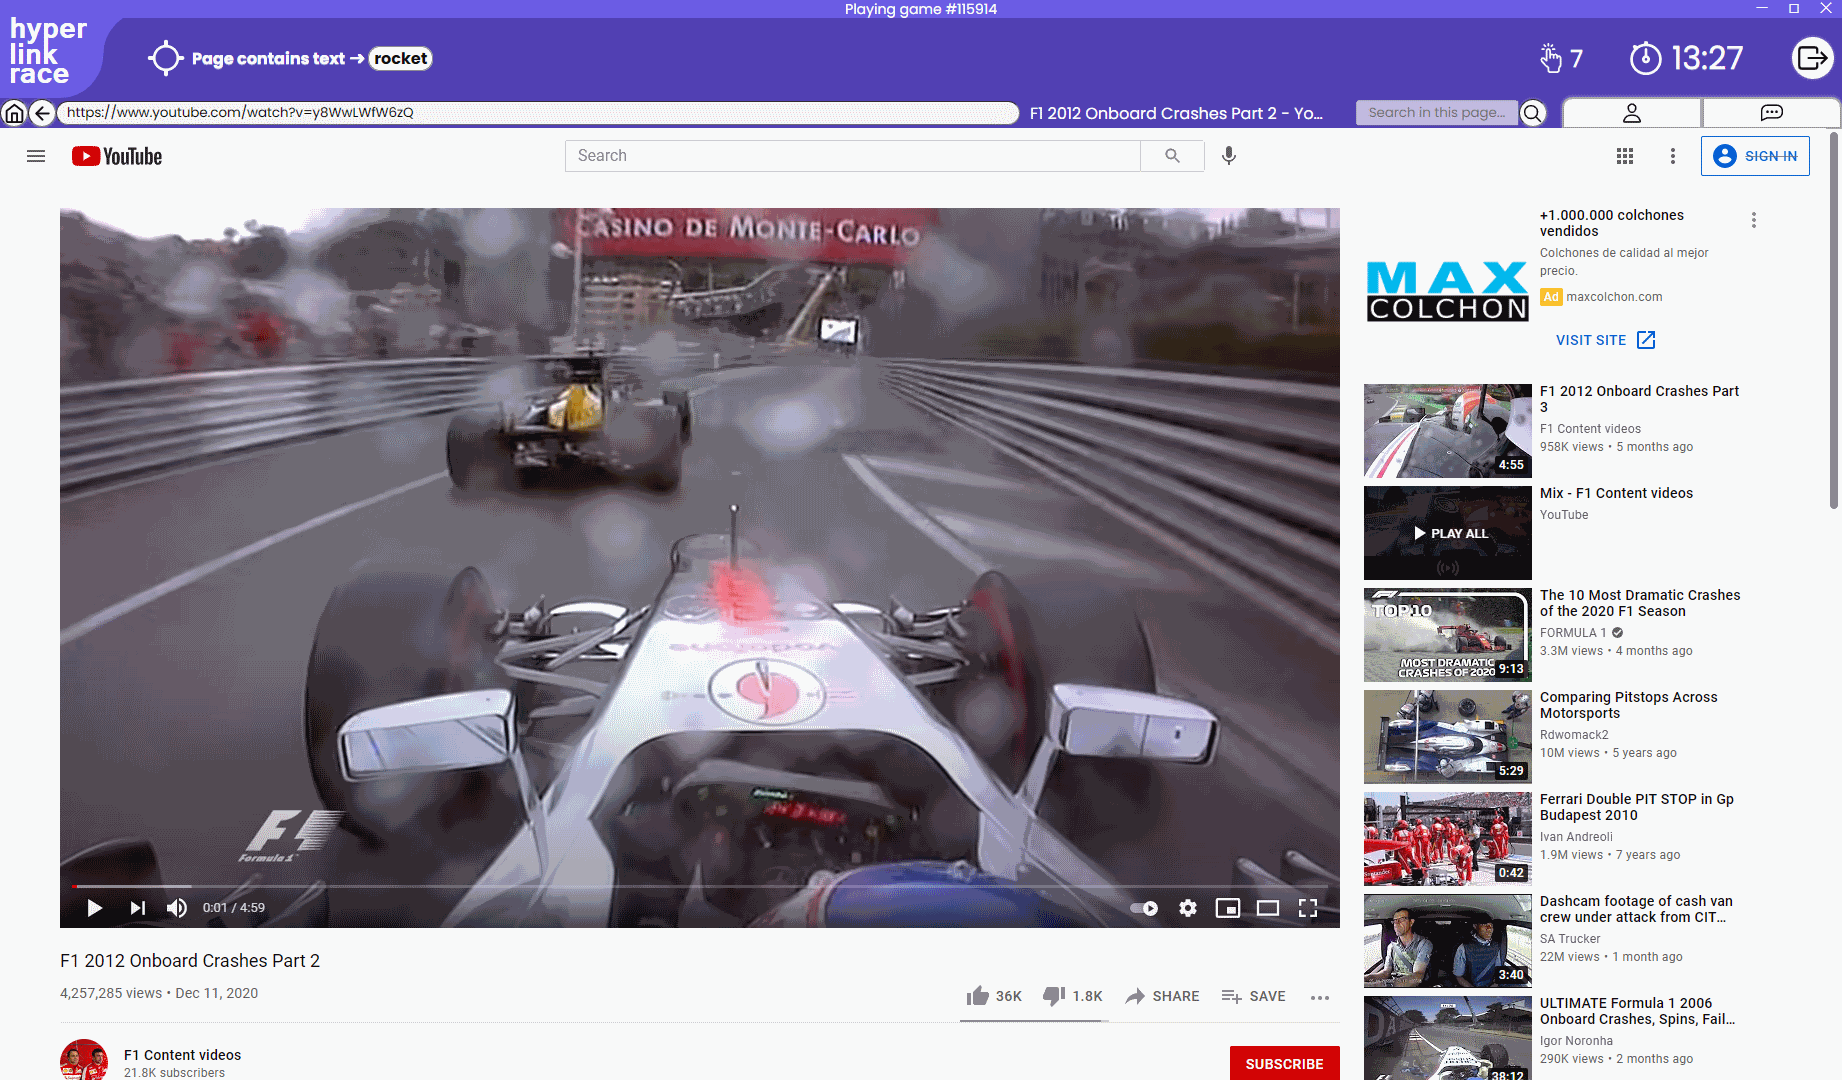 Playing game #115914
hyper
link
race
Page contains text → rocket
7
13:27
https://www.youtube.com/watch?v=y8WwLWfW6zQ
F1 2012 Onboard Crashes Part 2 - Yo...
Search in this page...
YouTube
Search
SIGN IN
CASINO DE MONTE-CARLO
vodafone
F1
Formula 1
0:01 / 4:59
F1 2012 Onboard Crashes Part 2
4,257,285 views • Dec 11, 2020
36K
1.8K
SHARE
SAVE
F1 Content videos
21.8K subscribers
SUBSCRIBE
+1.000.000 colchones
vendidos
Colchones de calidad al mejor
precio.
Ad maxcolchon.com
MAX
COLCHON
VISIT SITE
F1 2012 Onboard Crashes Part
3
F1 Content videos
958K views • 5 months ago
4:55
Mix - F1 Content videos
YouTube
PLAY ALL
The 10 Most Dramatic Crashes
of the 2020 F1 Season
FORMULA 1
3.3M views • 4 months ago
TOP 10
MOST DRAMATIC
CRASHES OF 2020
9:13
Comparing Pitstops Across
Motorsports
Rdwomack2
10M views • 5 years ago
5:29
Ferrari Double PIT STOP in Gp
Budapest 2010
Ivan Andreoli
1.9M views • 7 years ago
0:42
Dashcam footage of cash van
crew under attack from CIT...
SA Trucker
22M views • 1 month ago
3:40
ULTIMATE Formula 1 2006
Onboard Crashes, Spins, Fail...
Igor Noronha
290K views • 2 months ago
38:12